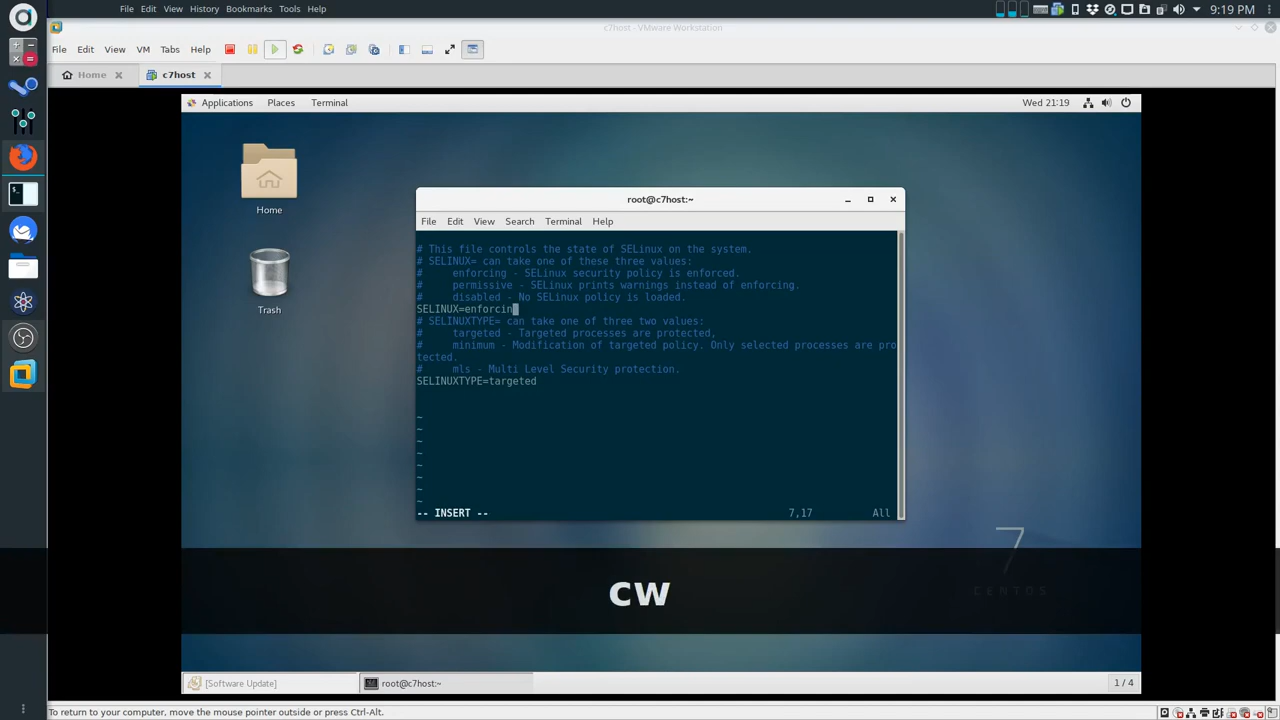 File Edit View History Bookmarks Tools Help
9:19 PM
c7host - VMware Workstation
File Edit View VM Tabs Help
Home
c7host
Applications Places Terminal
Wed 21:19
Home
Trash
root@c7host:~
File Edit View Search Terminal Help
# This file controls the state of SELinux on the system.
# SELINUX= can take one of these three values:
#     enforcing - SELinux security policy is enforced.
#     permissive - SELinux prints warnings instead of enforcing.
#     disabled - No SELinux policy is loaded.
SELINUX=enforcin
# SELINUXTYPE= can take one of three two values:
#     targeted - Targeted processes are protected,
#     minimum - Modification of targeted policy. Only selected processes are pro
tected.
#     mls - Multi Level Security protection.
SELINUXTYPE=targeted
~
~
~
~
~
~
~
~
-- INSERT --
7,17
All
7
CENTOS
cw
[Software Update]
root@c7host:~
1 / 4
To return to your computer, move the mouse pointer outside or press Ctrl-Alt.